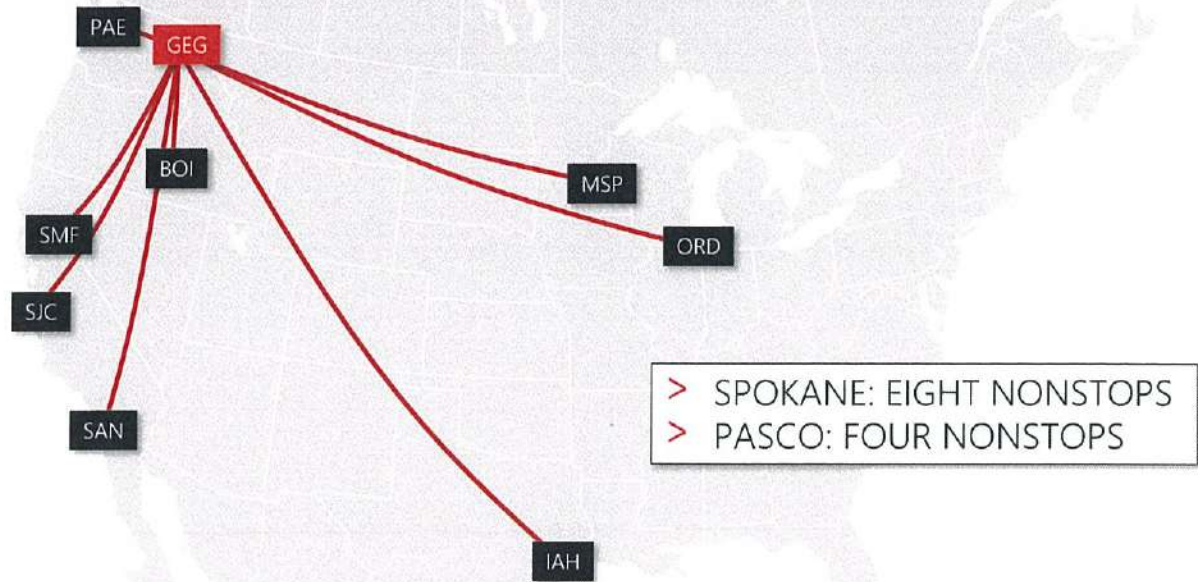 PAE
GEG
BOI
MSP
SMF
ORD
SJC
> SPOKANE: EIGHT NONSTOPS
> PASCO: FOUR NONSTOPS
SAN
IAH